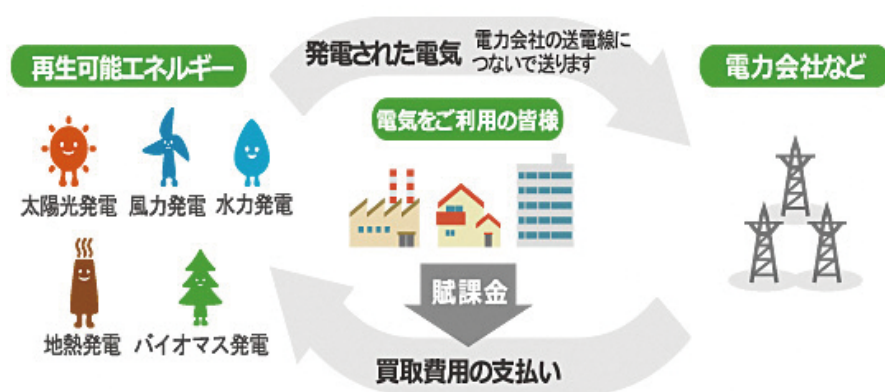 再生可能エネルギー
太陽光発電
風力発電
水力発電
地熱発電
バイオマス発電
発電された電気
電力会社の送電線に
つないで送ります
電気をご利用の皆様
賦課金
買取費用の支払い
電力会社など